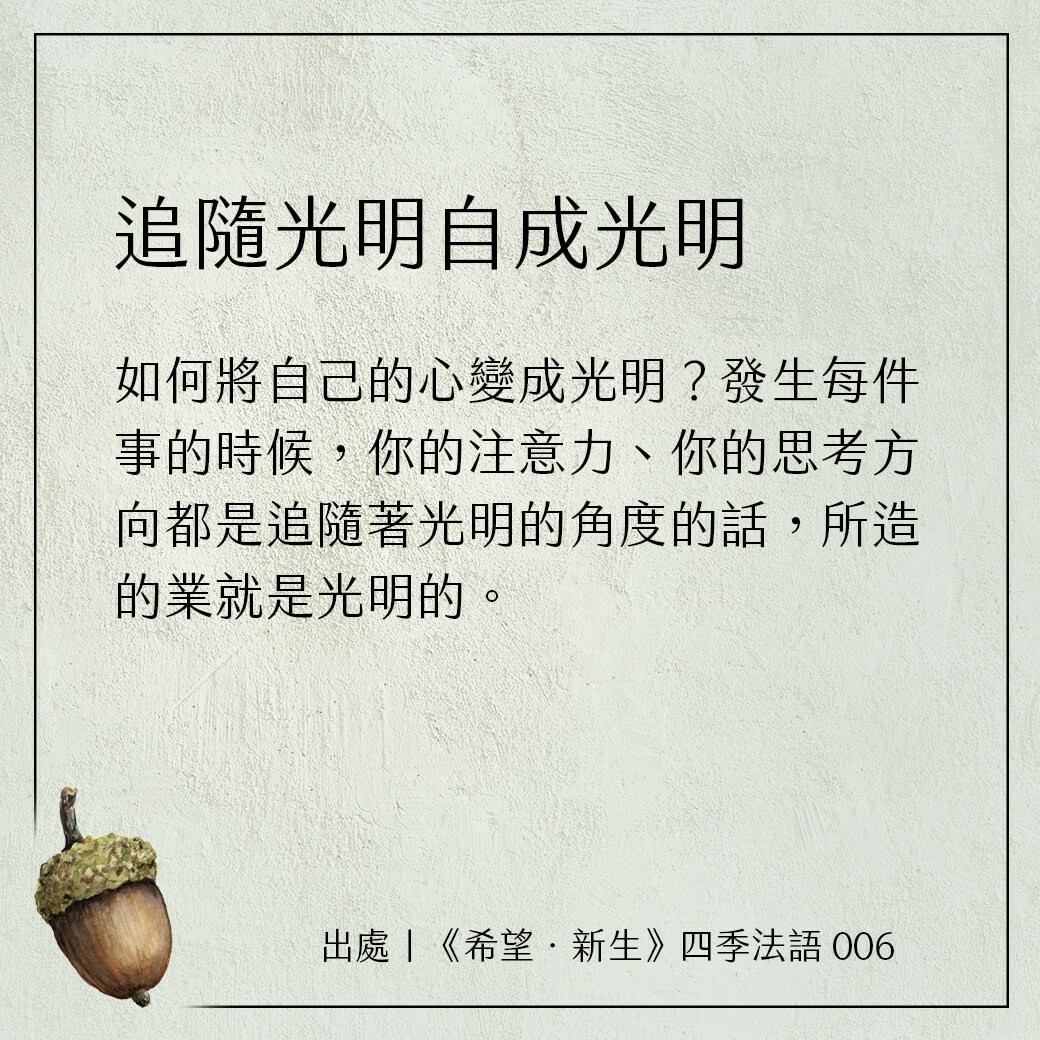 追隨光明自成光明
如何將自己的心變成光明？發生每件
事的時候，你的注意力、你的思考方
向都是追隨著光明的角度的話，所造
的業就是光明的。
出處｜《希望．新生》四季法語 006